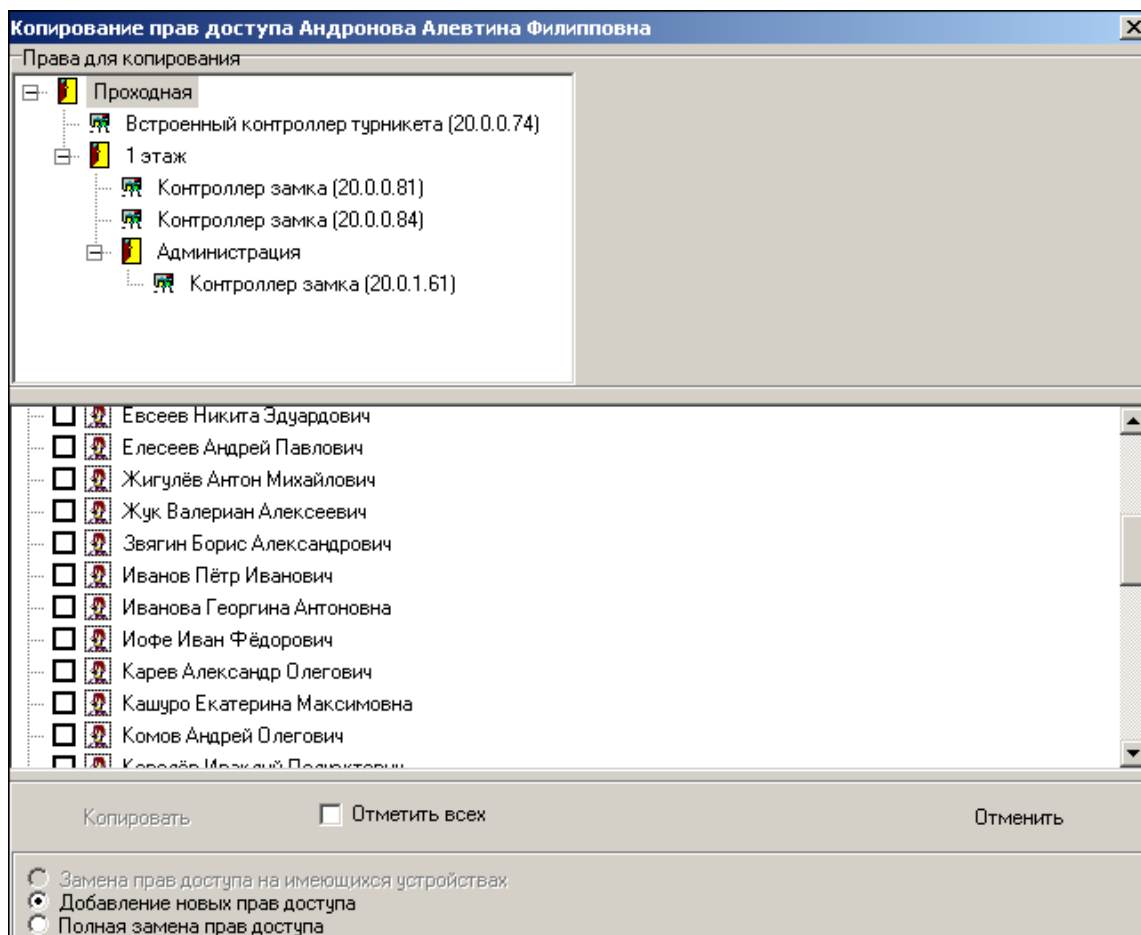 Копирование прав доступа Андронова Алевтина Филипповна
Права для копирования
Проходная
Встроенный контроллер турникета (20.0.0.74)
1 этаж
Контроллер замка (20.0.0.81)
Контроллер замка (20.0.0.84)
Администрация
Контроллер замка (20.0.1.61)
Евсеев Никита Эдуардович
Елесеев Андрей Павлович
Жигулёв Антон Михайлович
Жук Валериан Алексеевич
Звягин Борис Александрович
Иванов Пётр Иванович
Иванова Георгина Антоновна
Иофе Иван Фёдорович
Карев Александр Олегович
Кашуро Екатерина Максимовна
Комов Андрей Олегович
Копировать
Отметить всех
Отменить
Замена прав доступа на имеющихся устройствах
Добавление новых прав доступа
Полная замена прав доступа